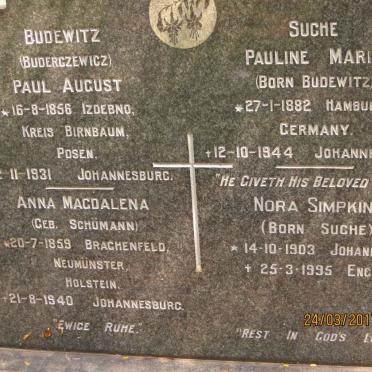 BUDEWITZ
(BUDERCZEWICZ)
PAUL AUGUST
*16-8-1856 IZDEBNO,
KREIS BIRNBAUM,
POSEN.
-11-1931 JOHANNESBURG.
ANNA MAGDALENA
(GEB. SCHÜMANN)
*20-7-1859 BRACHENFELD,
NEUMÜNSTER,
HOLSTEIN.
+21-8-1940 JOHANNESBURG.
"EWIGE RUHE."
SUCHE
PAULINE MARI
(BORN BUDEWITZ)
*27-1-1882 HAMBU
GERMANY.
+12-10-1944 JOHANNE
"HE GIVETH HIS BELOVED
NORA SIMPKIN
(BORN SUCHE)
*14-10-1903 JOHAN
+ 25-3-1995 ENG
"REST IN GOD'S L
24/03/201